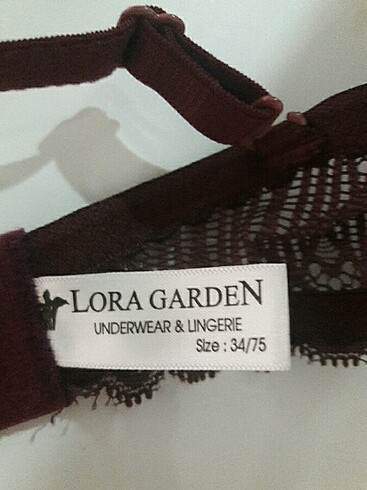 LORA GARDEN
UNDERWEAR & LINGERIE
Size : 34/75